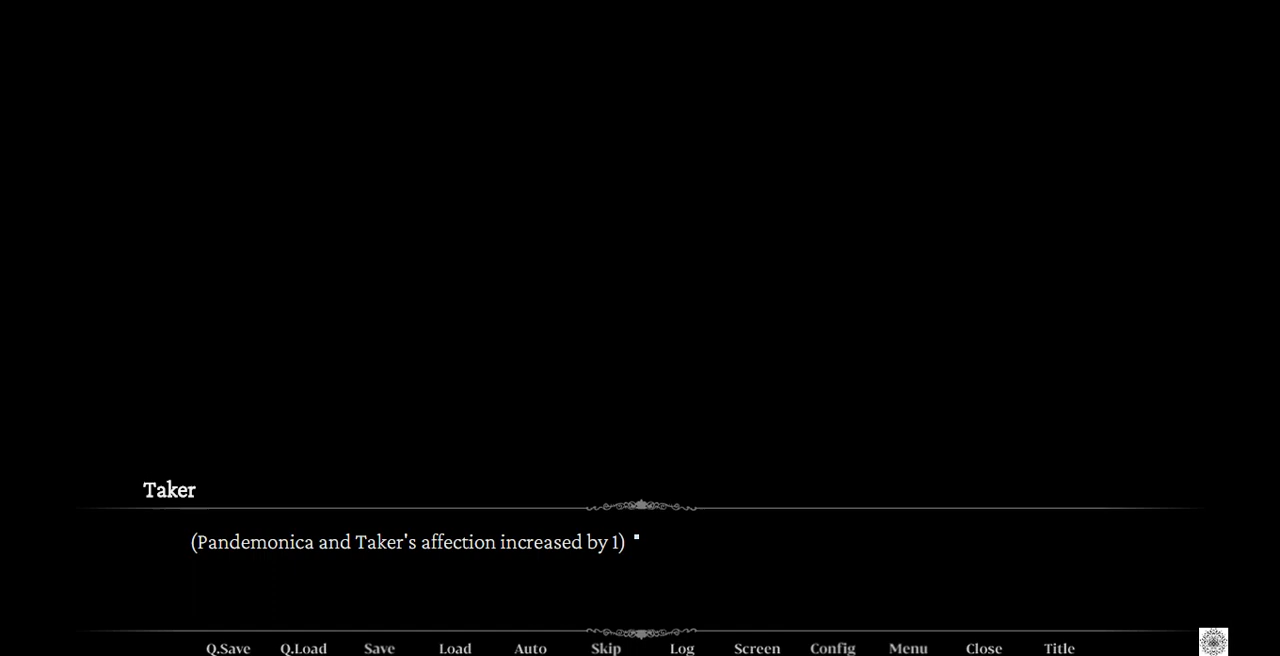 Taker
(Pandemonica and Taker's affection increased by 1)
Q.Save Q.Load Save Load Auto Skip Log Screen Config Menu Close Title